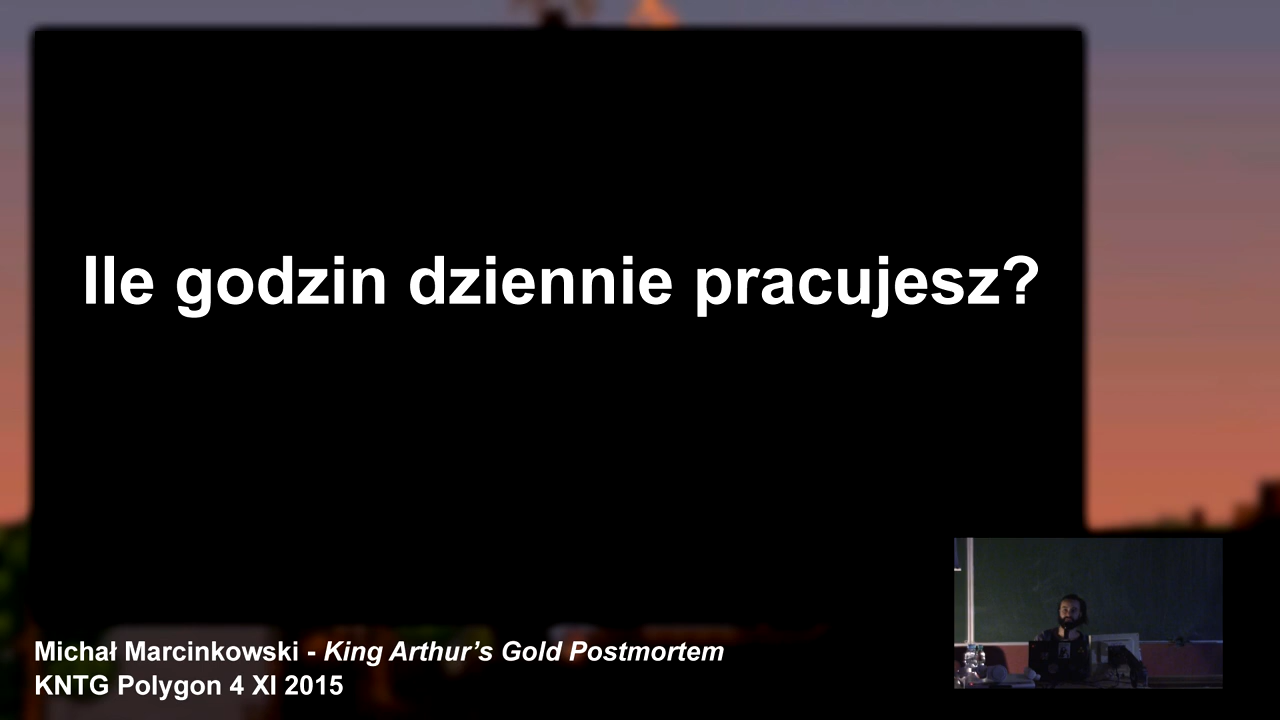 Ile godzin dziennie pracujesz?
Michał Marcinkowski - King Arthur's Gold Postmortem
KNTG Polygon 4 XI 2015